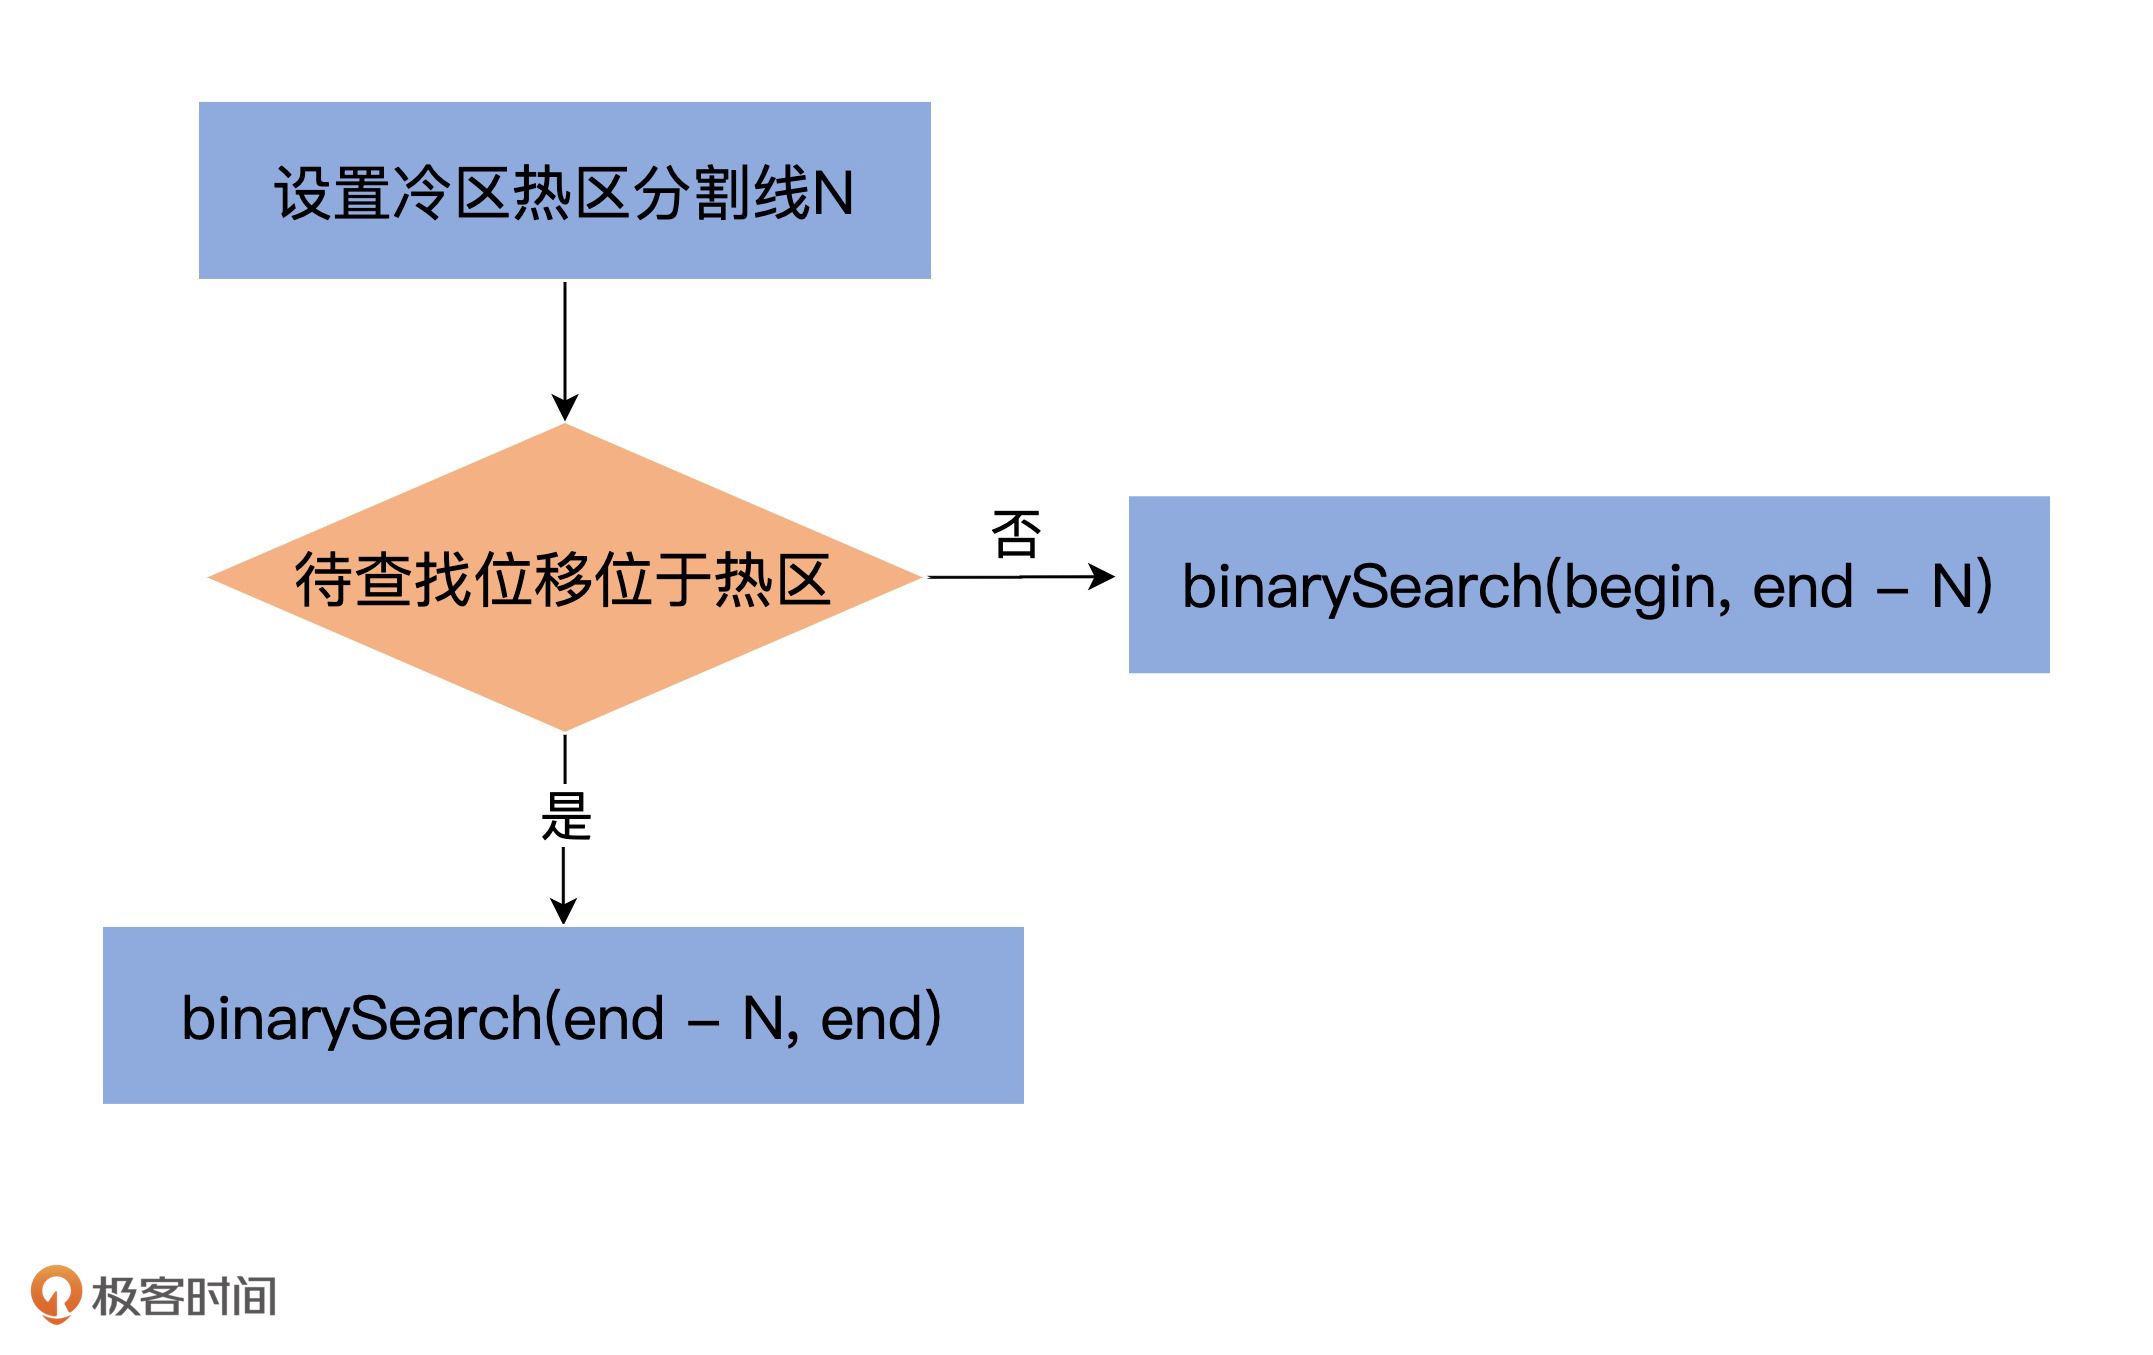 设置冷区热区分割线N
待查找位移位于热区
否
binarySearch(begin, end – N)
是
binarySearch(end – N, end)
极客时间